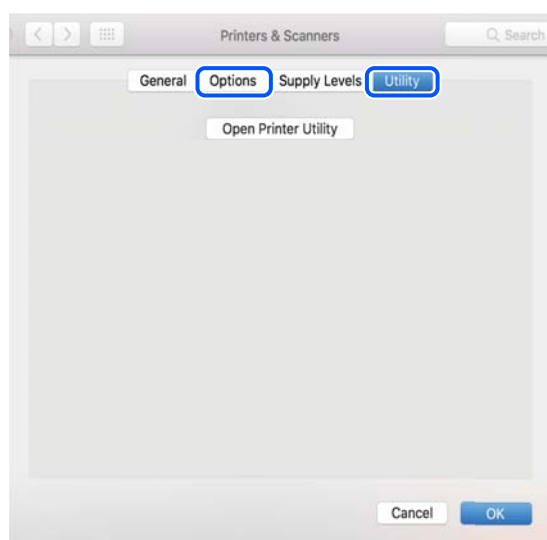 Printers & Scanners Search
General Options Supply Levels Utility
Open Printer Utility
Cancel OK